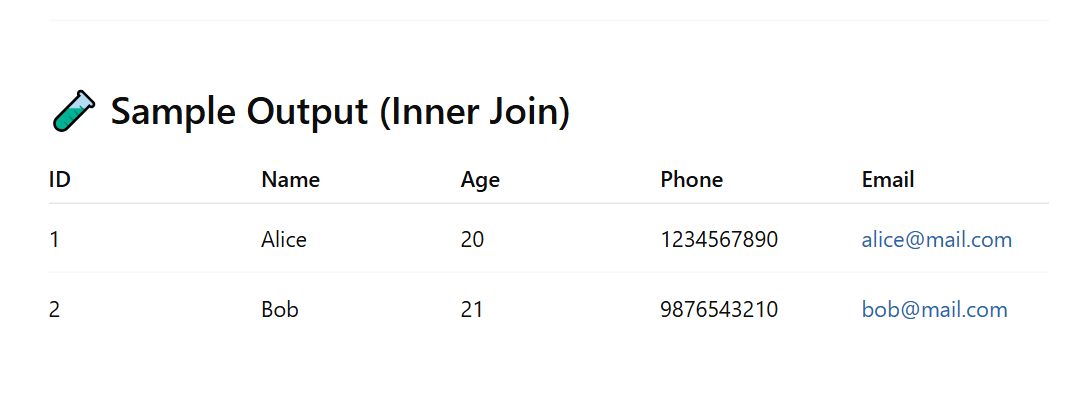 🧪 Sample Output (Inner Join)
ID Name Age Phone Email
1 Alice 20 1234567890 alice@mail.com
2 Bob 21 9876543210 bob@mail.com